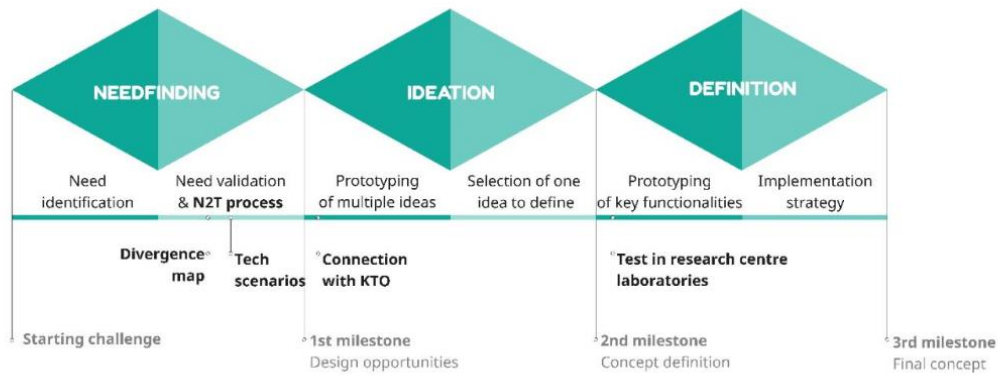 NEEDFINDING
IDEATION
DEFINITION
Need
identification
Need validation
& N2T process
Prototyping
of multiple ideas
Selection of one
idea to define
Prototyping
of key functionalities
Implementation
strategy
Divergence
map
Tech
scenarios
Connection
with KTO
Test in research centre
laboratories
Starting challenge
1st milestone
Design opportunities
2nd milestone
Concept definition
3rd milestone
Final concept